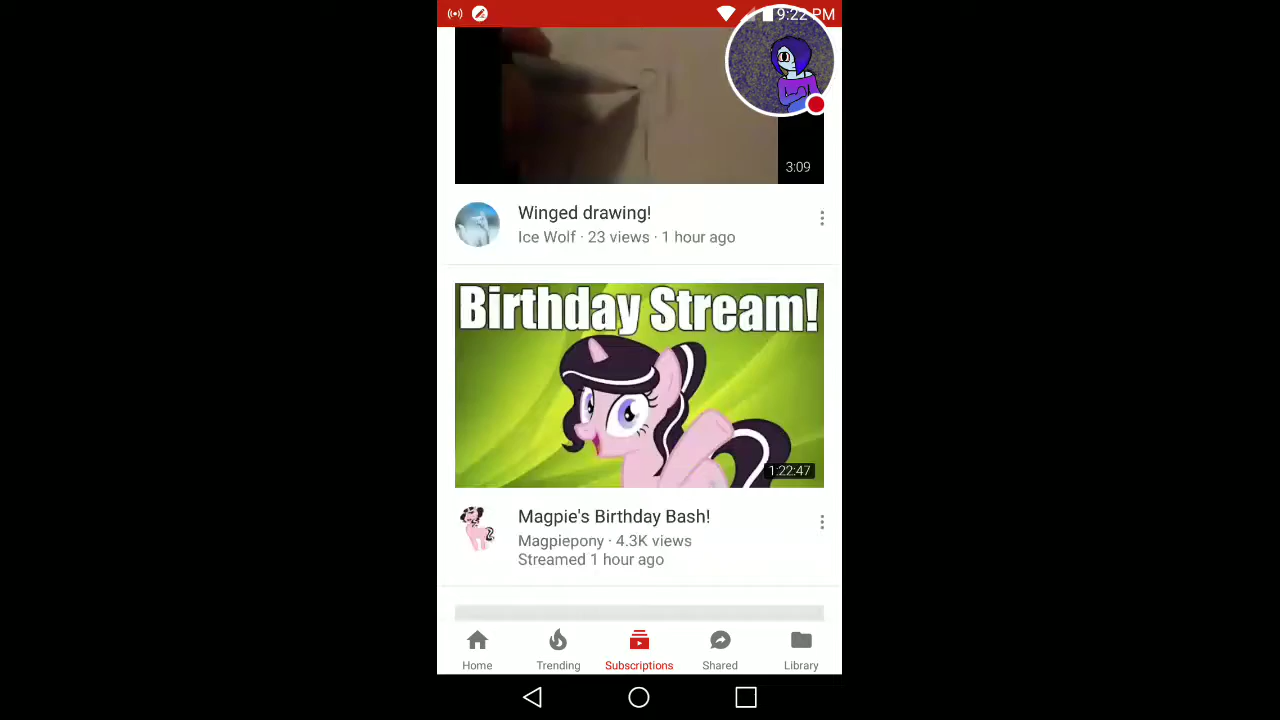 9:22 PM
3:09
Winged drawing!
Ice Wolf · 23 views · 1 hour ago
Birthday Stream!
1:22:47
Magpie's Birthday Bash!
Magpiepony · 4.3K views
Streamed 1 hour ago
Home Trending Subscriptions Shared Library